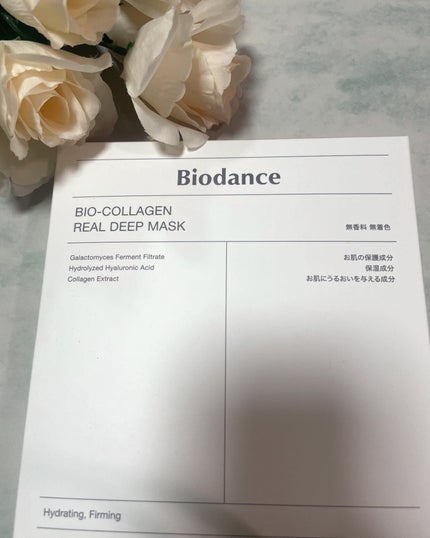 Biodance
BIO-COLLAGEN
REAL DEEP MASK
無香料 無着色
Galactomyces Ferment Filtrate
Hydrolyzed Hyaluronic Acid
Collagen Extract
お肌の保護成分
保湿成分
お肌にうるおいを与える成分
Hydrating, Firming